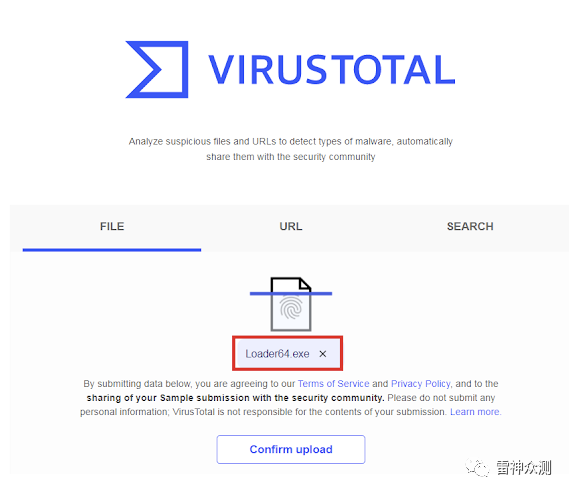 VIRUSTOTAL
Analyze suspicious files and URLs to detect types of malware, automatically
share them with the security community
FILE URL SEARCH
Loader64.exe ×
By submitting data below, you are agreeing to our Terms of Service and Privacy Policy, and to the
sharing of your Sample submission with the security community. Please do not submit any
personal information; VirusTotal is not responsible for the contents of your submission. Learn more.
Confirm upload
雷神众测